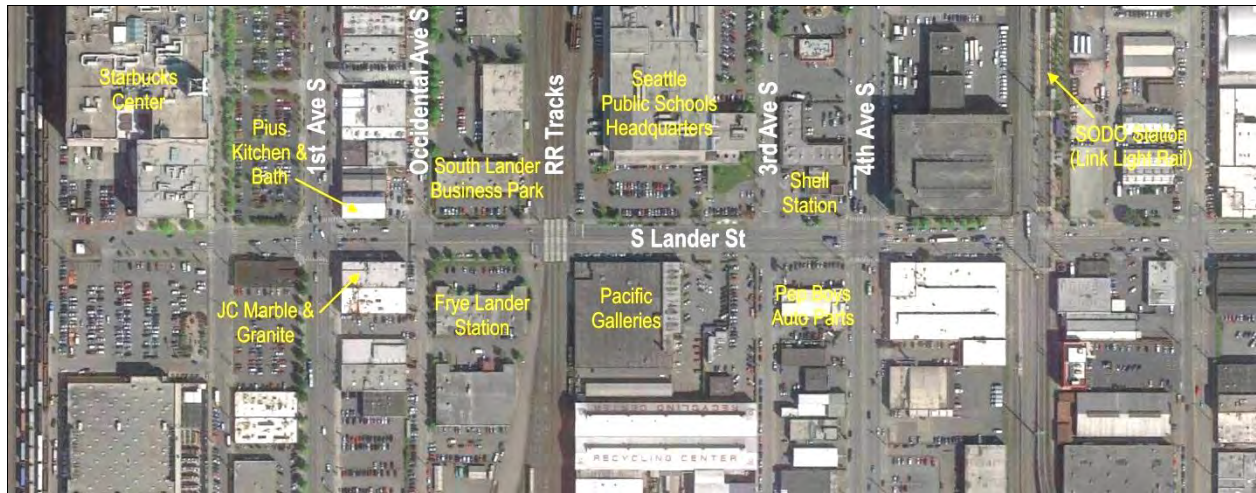 Starbucks
Center
Pius
Kitchen &
Bath
1st Ave S
Occidental Ave S
South Lander
Business Park
RR Tracks
Seattle
Public Schools
Headquarters
3rd Ave S
Shell
Station
4th Ave S
SODO Station
(Link Light Rail)
S Lander St
JC Marble &
Granite
Frye Lander
Station
Pacific
Galleries
Pep Boys
Auto Parts
RECYCLING CENTER
RECYCLING CENTER